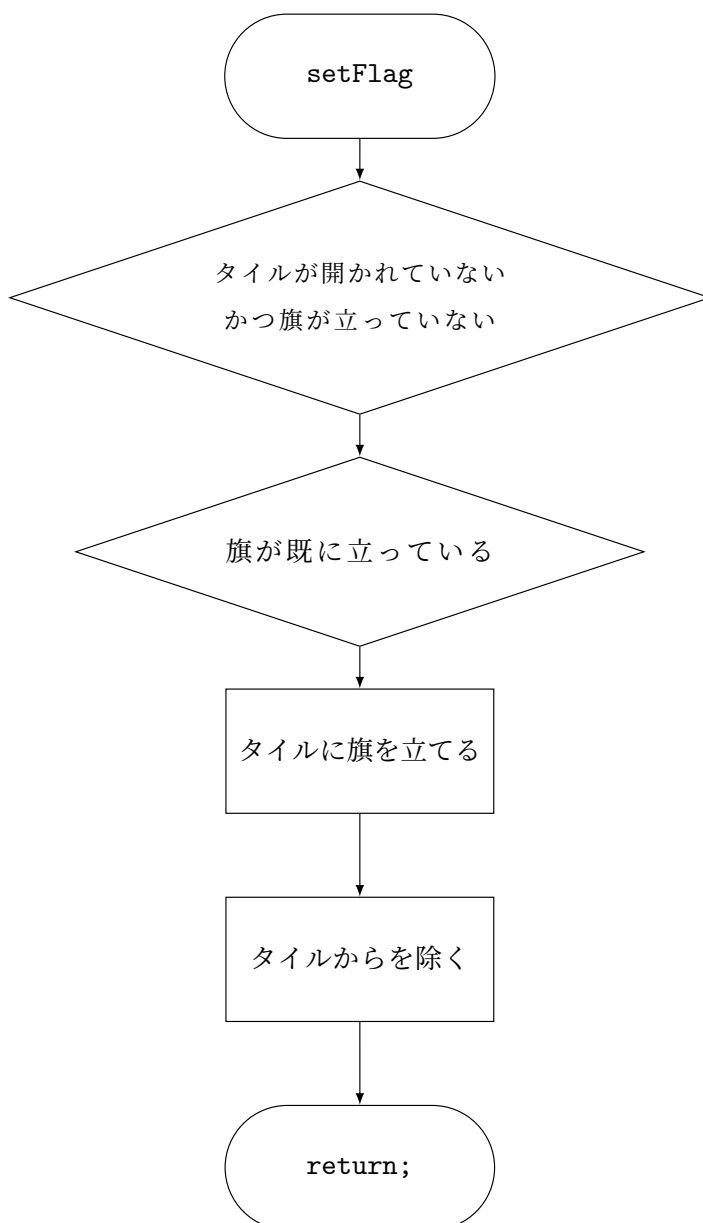 setFlag
タイルが開かれていない
かつ旗が立っていない
旗が既に立っている
タイルに旗を立てる
タイルからを除く
return;